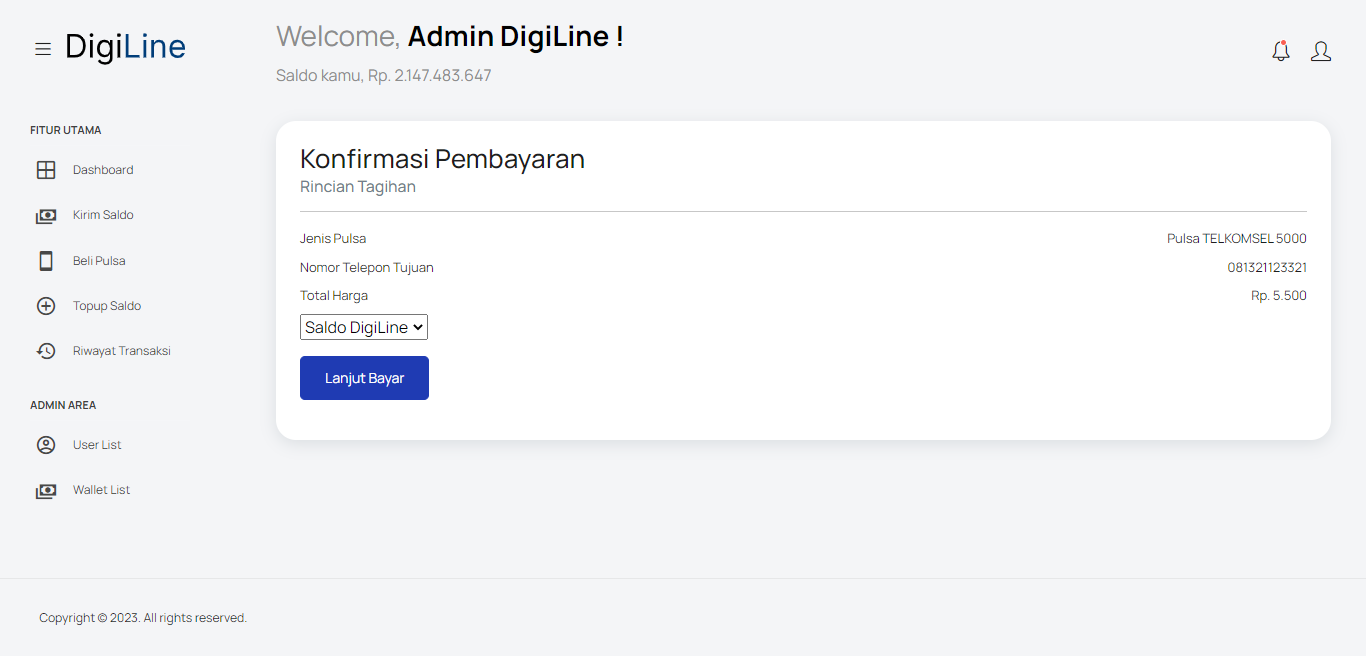 DigiLine
Welcome, Admin DigiLine !
Saldo kamu, Rp. 2.147.483.647
FITUR UTAMA
Dashboard
Kirim Saldo
Beli Pulsa
Topup Saldo
Riwayat Transaksi
ADMIN AREA
User List
Wallet List
Konfirmasi Pembayaran
Rincian Tagihan
Jenis Pulsa Pulsa TELKOMSEL 5000
Nomor Telepon Tujuan 081321123321
Total Harga Rp. 5.500
Saldo DigiLine
Lanjut Bayar
Copyright © 2023. All rights reserved.